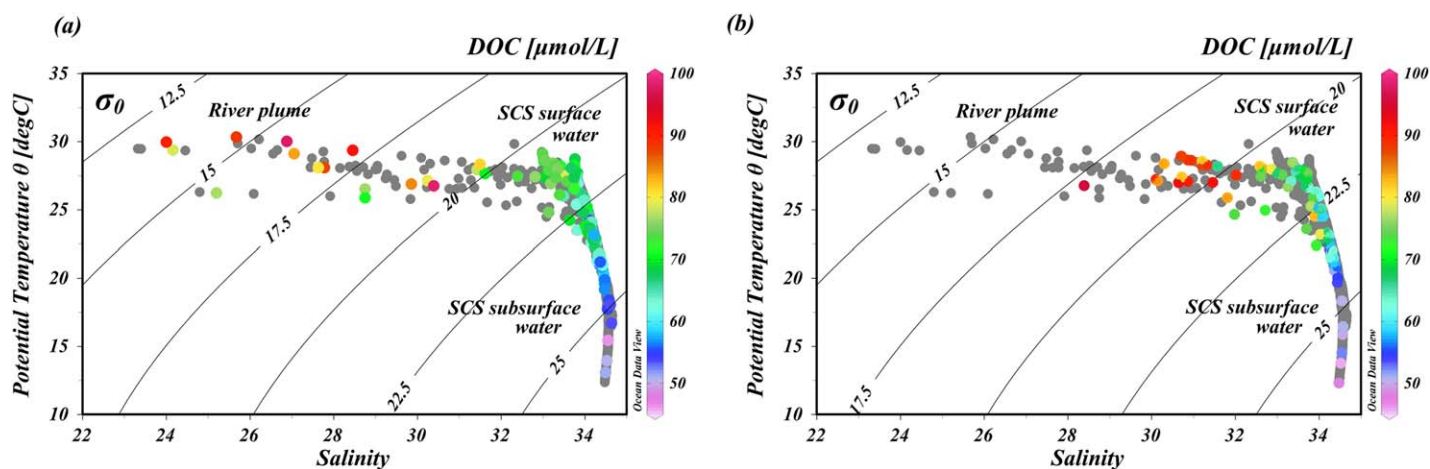 (a)
DOC [μmol/L]
σ0
River plume
SCS surface
water
SCS subsurface
water
12.5
15
17.5
20
22.5
25
35
30
25
20
15
10
Potential Temperature θ [degC]
22
24
26
28
30
32
34
Salinity
100
90
80
70
60
50
Ocean Data View
(b)
DOC [μmol/L]
σ0
River plume
SCS surface
water
SCS subsurface
water
12.5
15
17.5
20
22.5
25
35
30
25
20
15
10
Potential Temperature θ [degC]
22
24
26
28
30
32
34
Salinity
100
90
80
70
60
50
Ocean Data View